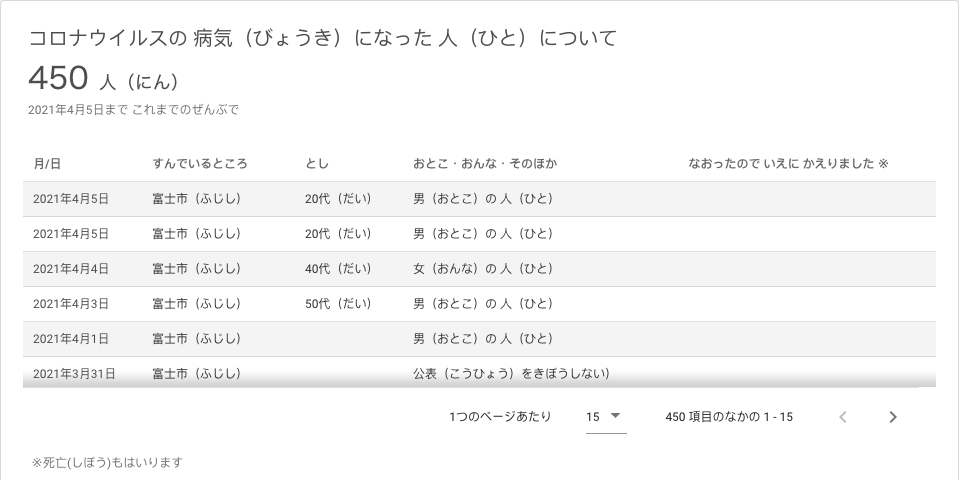 コロナウイルスの 病気（びょうき）になった 人（ひと）について
450 人（にん）
2021年4月5日まで これまでのぜんぶで
月/日 すんでいるところ とし おとこ・おんな・そのほか なおったので いえに かえりました ※
2021年4月5日 富士市（ふじし） 20代（だい） 男（おとこ）の 人（ひと）
2021年4月5日 富士市（ふじし） 20代（だい） 男（おとこ）の 人（ひと）
2021年4月4日 富士市（ふじし） 40代（だい） 女（おんな）の 人（ひと）
2021年4月3日 富士市（ふじし） 50代（だい） 男（おとこ）の 人（ひと）
2021年4月1日 富士市（ふじし） 男（おとこ）の 人（ひと）
2021年3月31日 富士市（ふじし） 公表（こうひょう）をきぼうしない）
1つのページあたり 15 450 項目のなかの 1 - 15
※死亡(しぼう)もはいります